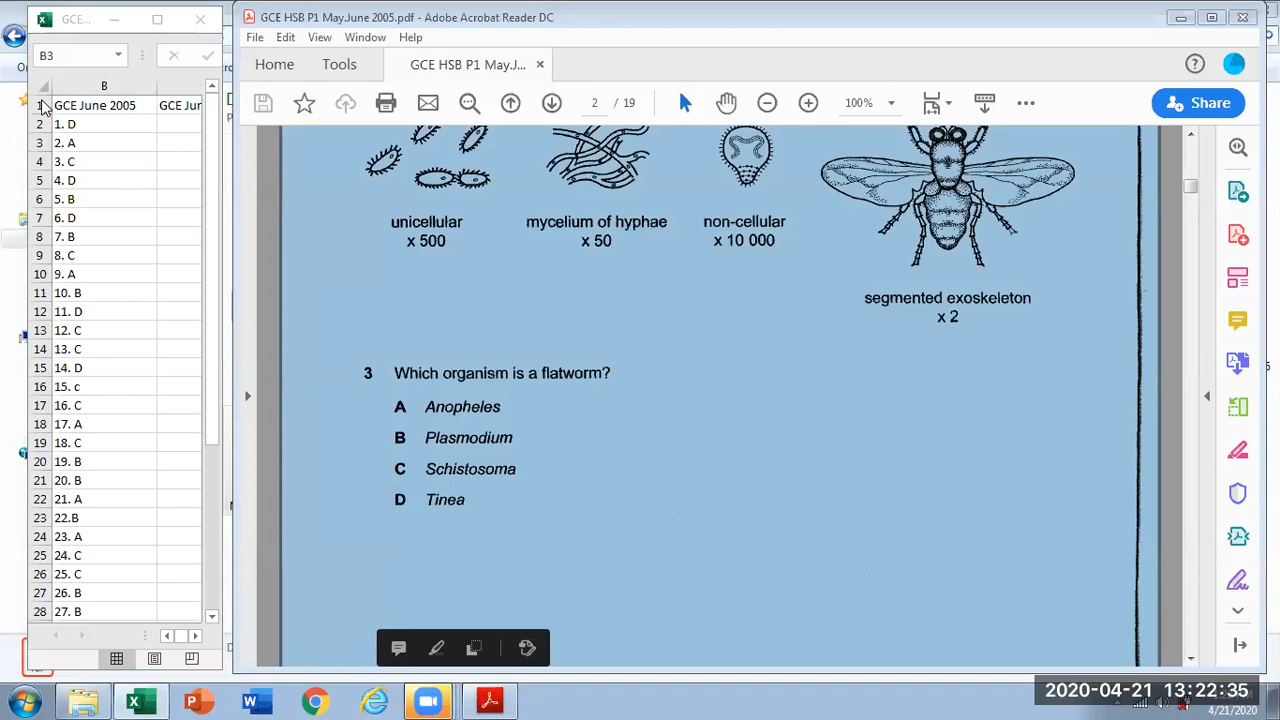 GCE...
B3
B
1 GCE June 2005 GCE Jur
2 1. D
3 2. A
4 3. C
5 4. D
6 5. B
7 6. D
8 7. B
9 8. C
10 9. A
11 10. B
12 11. D
13 12. C
14 13. C
15 14. D
16 15. c
17 16. C
18 17. A
19 18. C
20 19. B
21 20. B
22 21. A
23 22.B
24 23. A
25 24. C
26 25. C
27 26. B
28 27. B
GCE HSB P1 May.June 2005.pdf - Adobe Acrobat Reader DC
File Edit View Window Help
Home Tools GCE HSB P1 May.J...
2 / 19 100% Share
unicellular
x 500
mycelium of hyphae
x 50
non-cellular
x 10 000
segmented exoskeleton
x 2
3 Which organism is a flatworm?
A Anopheles
B Plasmodium
C Schistosoma
D Tinea
2020-04-21 13:22:35
4/21/2020